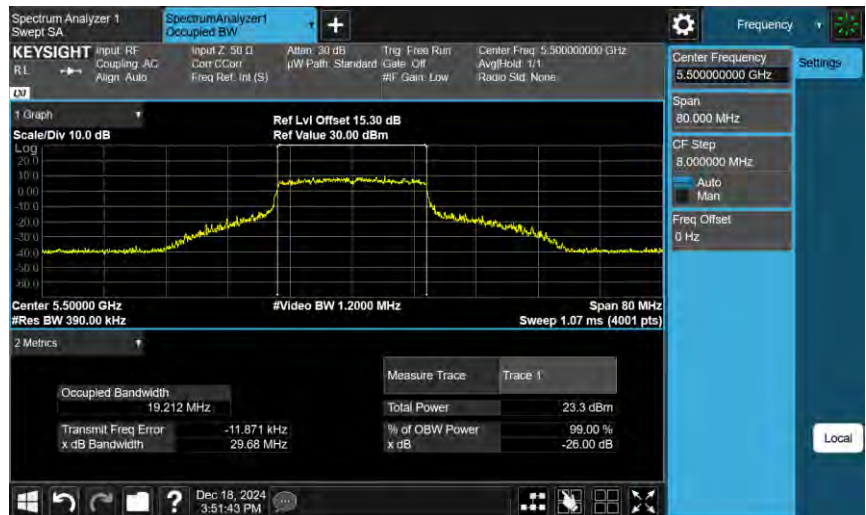 Spectrum Analyzer 1
Swept SA
SpectrumAnalyzer1
Occupied BW
Frequency
KEYSIGHT
RL
LXI
Input: RF
Coupling: AC
Align: Auto
Input Z: 50 Ω
Corr CCorr
Freq Ref: Int (S)
Atten: 30 dB
µW Path: Standard
Trig: Free Run
Gate: Off
#IF Gain: Low
Center Freq: 5.500000000 GHz
Avg|Hold: 1/1
Radio Std: None
Center Frequency
5.500000000 GHz
Settings
Span
80.000 MHz
CF Step
8.000000 MHz
Auto
Man
Freq Offset
0 Hz
1 Graph
Scale/Div 10.0 dB
Ref Lvl Offset 15.30 dB
Ref Value 30.00 dBm
Log
20.0
10.0
0.00
-10.0
-20.0
-30.0
-40.0
-50.0
-60.0
Center 5.50000 GHz
#Video BW 1.2000 MHz
Span 80 MHz
#Res BW 390.00 kHz
Sweep 1.07 ms (4001 pts)
2 Metrics
Measure Trace
Trace 1
Occupied Bandwidth
19.212 MHz
Total Power
23.3 dBm
Transmit Freq Error
-11.871 kHz
% of OBW Power
99.00 %
x dB Bandwidth
29.68 MHz
x dB
-26.00 dB
Local
?
Dec 18, 2024
3:51:43 PM